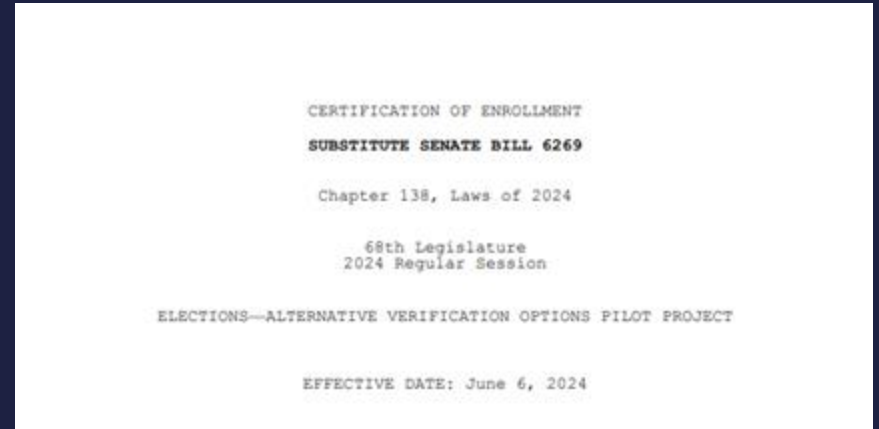 CERTIFICATION OF ENROLLMENT
SUBSTITUTE SENATE BILL 6269
Chapter 138, Laws of 2024
68th Legislature
2024 Regular Session
ELECTIONS—ALTERNATIVE VERIFICATION OPTIONS PILOT PROJECT
EFFECTIVE DATE: June 6, 2024